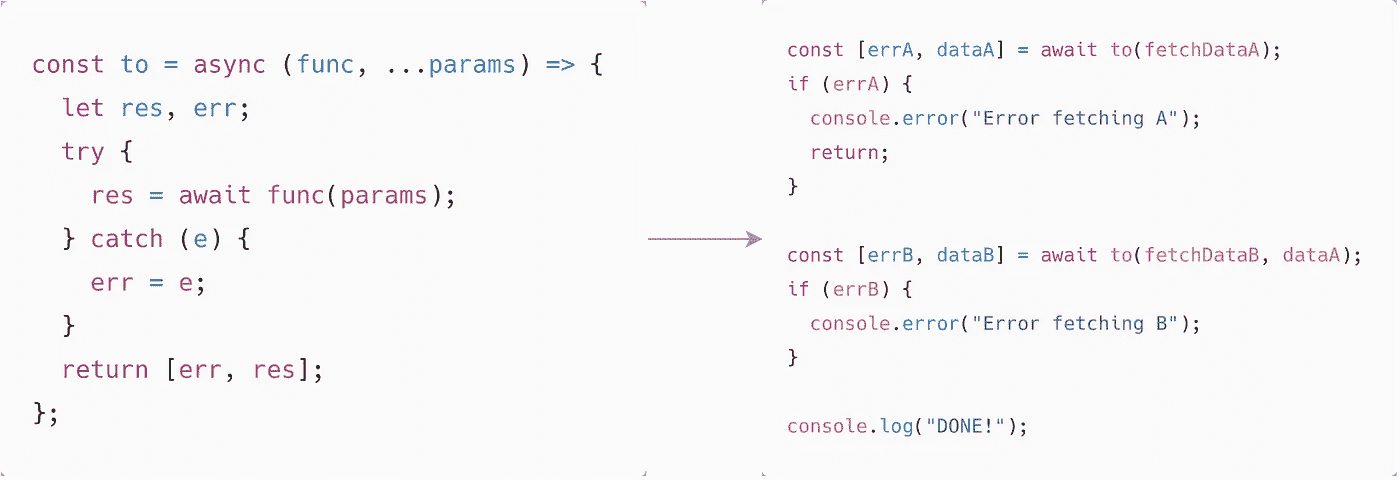 const to = async (func, ...params) => {
  let res, err;
  try {
    res = await func(params);
  } catch (e) {
    err = e;
  }
  return [err, res];
};
const [errA, dataA] = await to(fetchDataA);
if (errA) {
  console.error("Error fetching A");
  return;
}
const [errB, dataB] = await to(fetchDataB, dataA);
if (errB) {
  console.error("Error fetching B");
}
console.log("DONE!");